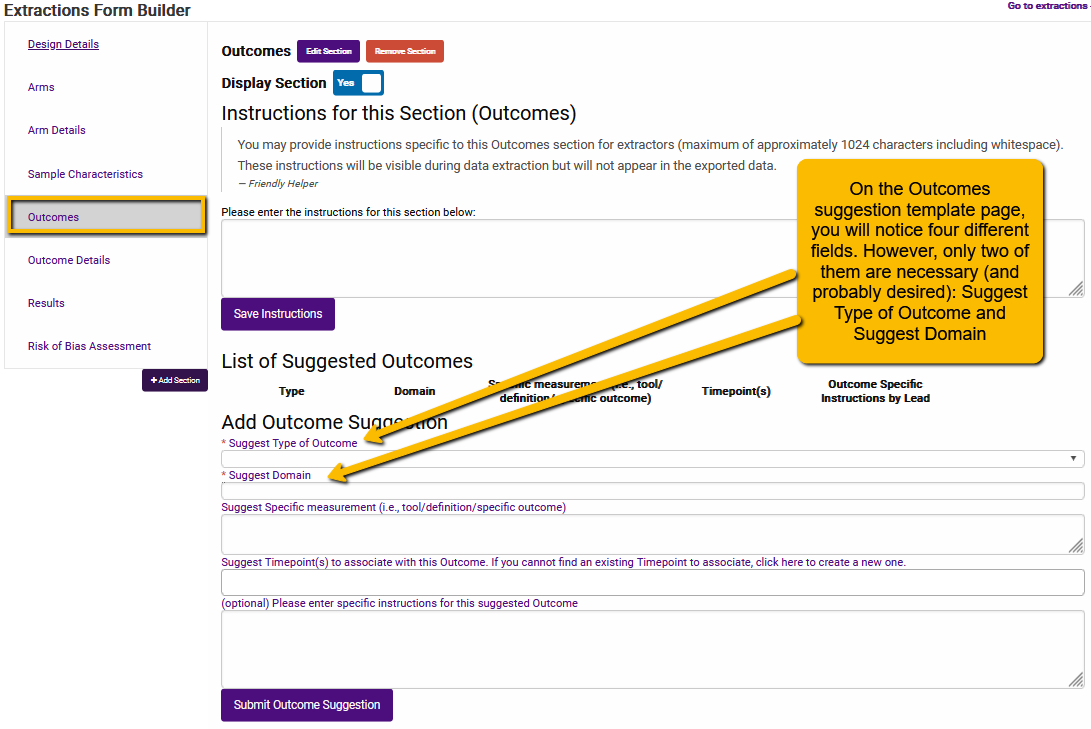 Extractions Form Builder
Go to extractions
Design Details
Arms
Arm Details
Sample Characteristics
Outcomes
Outcome Details
Results
Risk of Bias Assessment
+ Add Section
Outcomes Edit Section Remove Section
Display Section Yes
Instructions for this Section (Outcomes)
You may provide instructions specific to this Outcomes section for extractors (maximum of approximately 1024 characters including whitespace).
These instructions will be visible during data extraction but will not appear in the exported data.
— Friendly Helper
Please enter the instructions for this section below:
On the Outcomes
suggestion template page,
you will notice four different
fields. However, only two of
them are necessary (and
probably desired): Suggest
Type of Outcome and
Suggest Domain
Save Instructions
List of Suggested Outcomes
Type
Domain
Specific measurement (i.e., tool/
definition/specific outcome)
Timepoint(s)
Outcome Specific
Instructions by Lead
Add Outcome Suggestion
* Suggest Type of Outcome
* Suggest Domain
Suggest Specific measurement (i.e., tool/definition/specific outcome)
Suggest Timepoint(s) to associate with this Outcome. If you cannot find an existing Timepoint to associate, click here to create a new one.
(optional) Please enter specific instructions for this suggested Outcome
Submit Outcome Suggestion